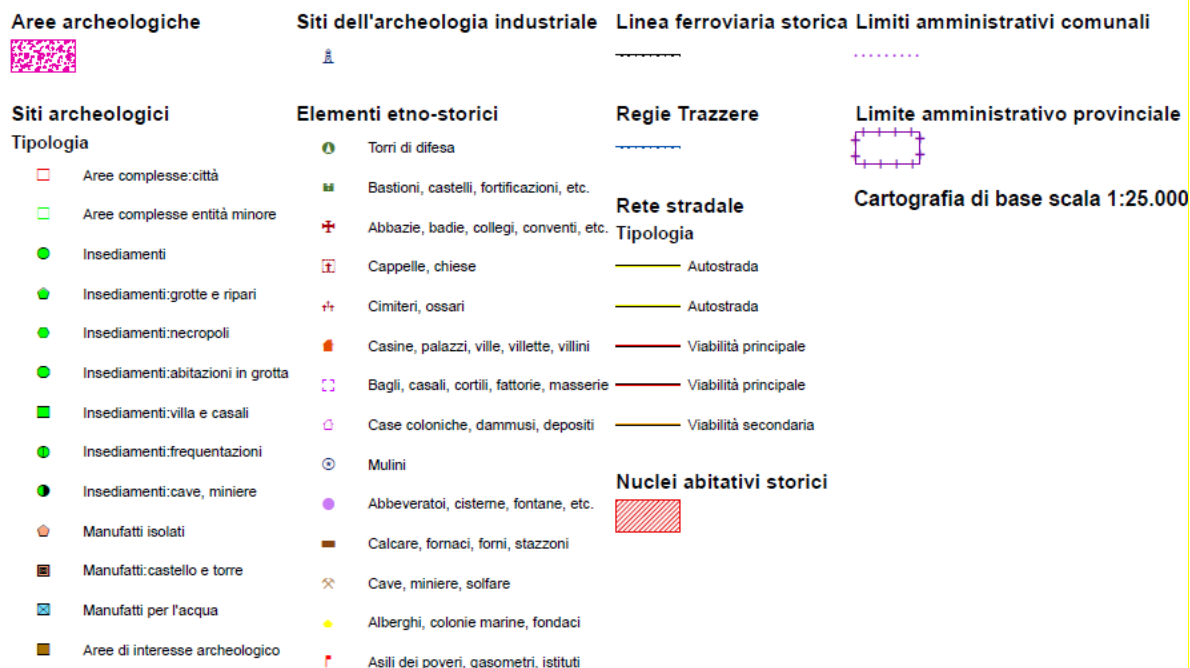 Aree archeologiche
Siti archeologici
Tipologia
Aree complesse:città
Aree complesse entità minore
Insediamenti
Insediamenti:grotte e ripari
Insediamenti:necropoli
Insediamenti:abitazioni in grotta
Insediamenti:villa e casali
Insediamenti:frequentazioni
Insediamenti:cave, miniere
Manufatti isolati
Manufatti:castello e torre
Manufatti per l'acqua
Aree di interesse archeologico
Siti dell'archeologia industriale
Elementi etno-storici
Torri di difesa
Bastioni, castelli, fortificazioni, etc.
Abbazie, badie, collegi, conventi, etc.
Cappelle, chiese
Cimiteri, ossari
Casine, palazzi, ville, villette, villini
Bagli, casali, cortili, fattorie, masserie
Case coloniche, dammusi, depositi
Mulini
Abbeveratoi, cisterne, fontane, etc.
Calcare, fornaci, forni, stazzoni
Cave, miniere, solfare
Alberghi, colonie marine, fondaci
Asili dei poveri, gasometri, istituti
Linea ferroviaria storica
Regie Trazzere
Rete stradale
Tipologia
Autostrada
Autostrada
Viabilità principale
Viabilità principale
Viabilità secondaria
Nuclei abitativi storici
Limiti amministrativi comunali
Limite amministrativo provinciale
Cartografia di base scala 1:25.000